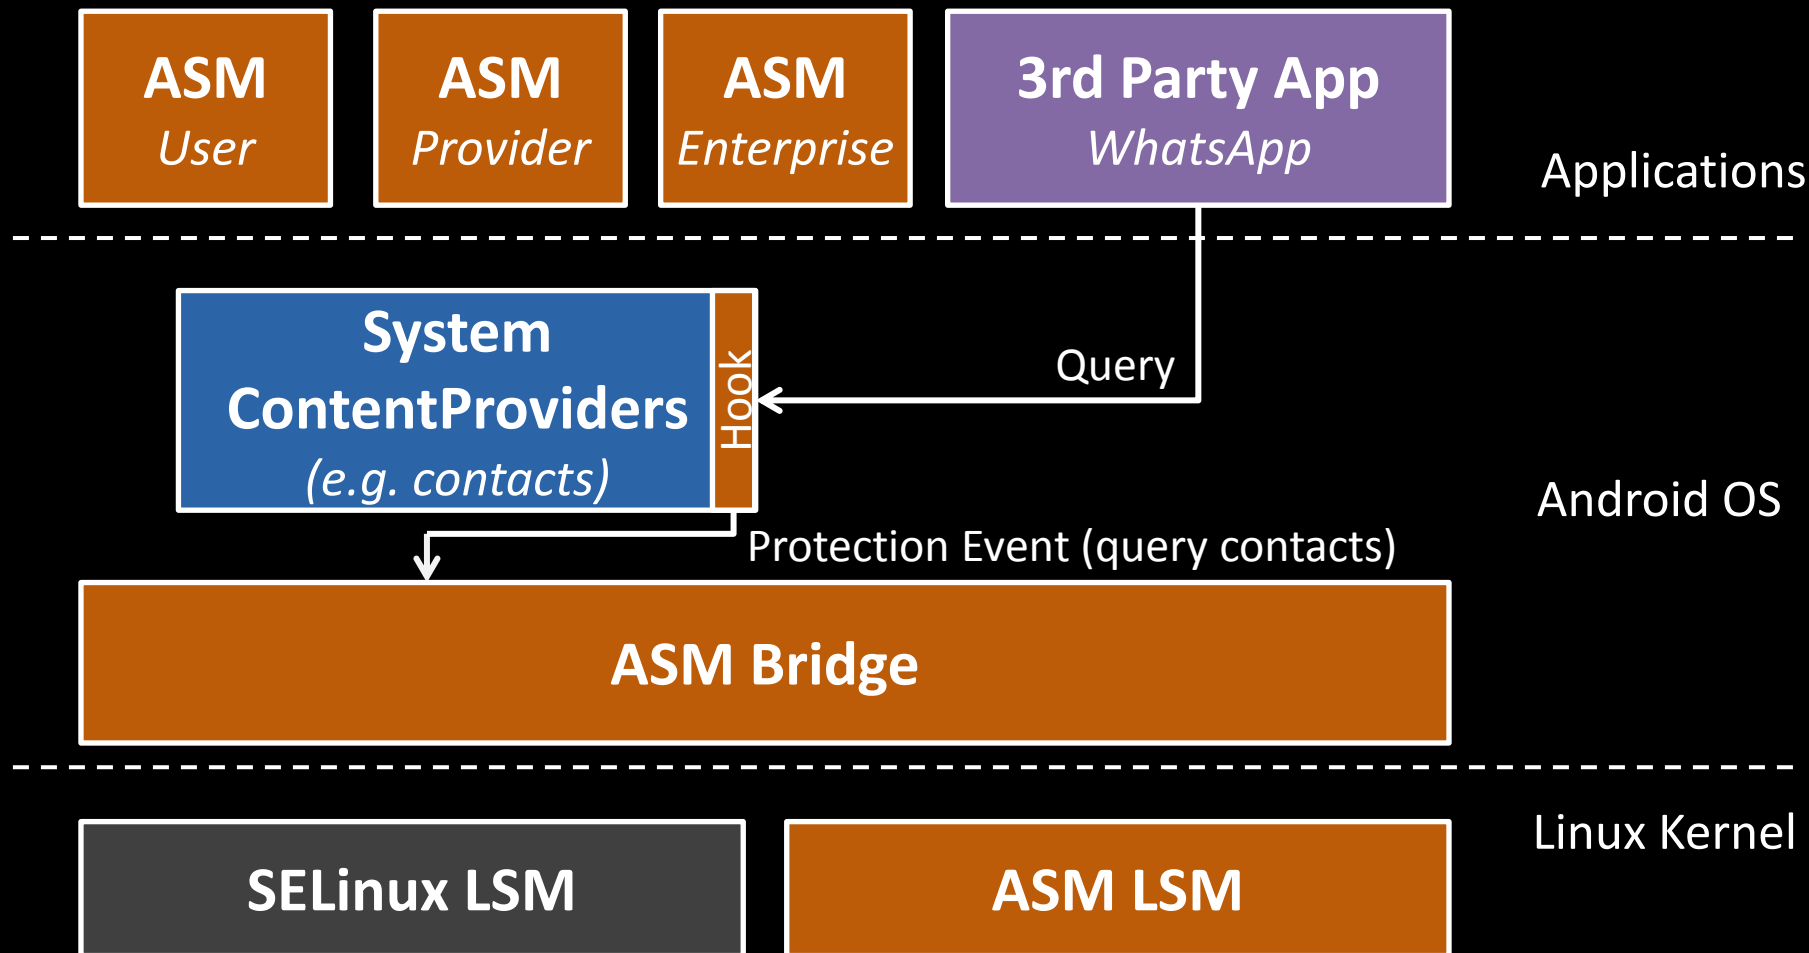 ASM
User
ASM
Provider
ASM
Enterprise
3rd Party App
WhatsApp
Applications
System
ContentProviders
(e.g. contacts)
Hook
Query
Android OS
Protection Event (query contacts)
ASM Bridge
Linux Kernel
SELinux LSM
ASM LSM